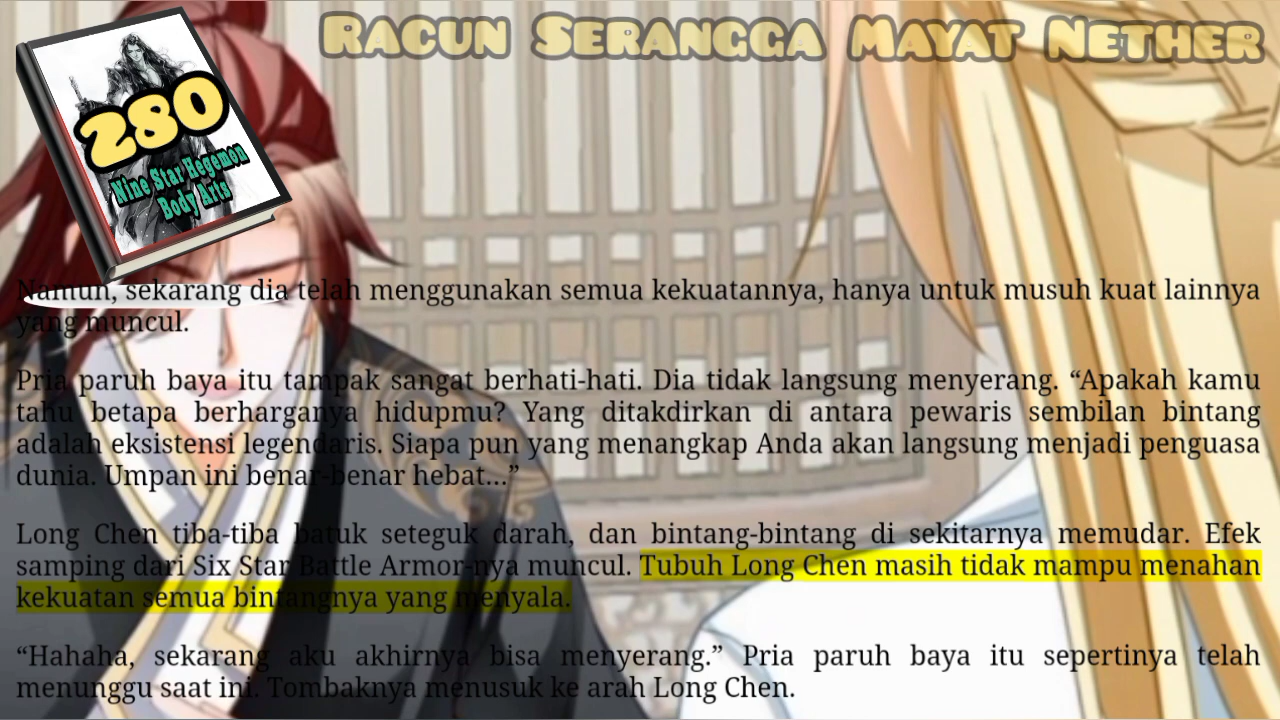 Racun Serangga Mayat Nether
280
Nine Star Hegemon
Body Arts
Namun, sekarang dia telah menggunakan semua kekuatannya, hanya untuk musuh kuat lainnya
yang muncul.
Pria paruh baya itu tampak sangat berhati-hati. Dia tidak langsung menyerang. “Apakah kamu
tahu betapa berharganya hidupmu? Yang ditakdirkan di antara pewaris sembilan bintang
adalah eksistensi legendaris. Siapa pun yang menangkap Anda akan langsung menjadi penguasa
dunia. Umpan ini benar-benar hebat...”
Long Chen tiba-tiba batuk seteguk darah, dan bintang-bintang di sekitarnya memudar. Efek
samping dari Six Star Battle Armor-nya muncul. Tubuh Long Chen masih tidak mampu menahan
kekuatan semua bintangnya yang menyala.
“Hahaha, sekarang aku akhirnya bisa menyerang.” Pria paruh baya itu sepertinya telah
menunggu saat ini. Tombaknya menusuk ke arah Long Chen.